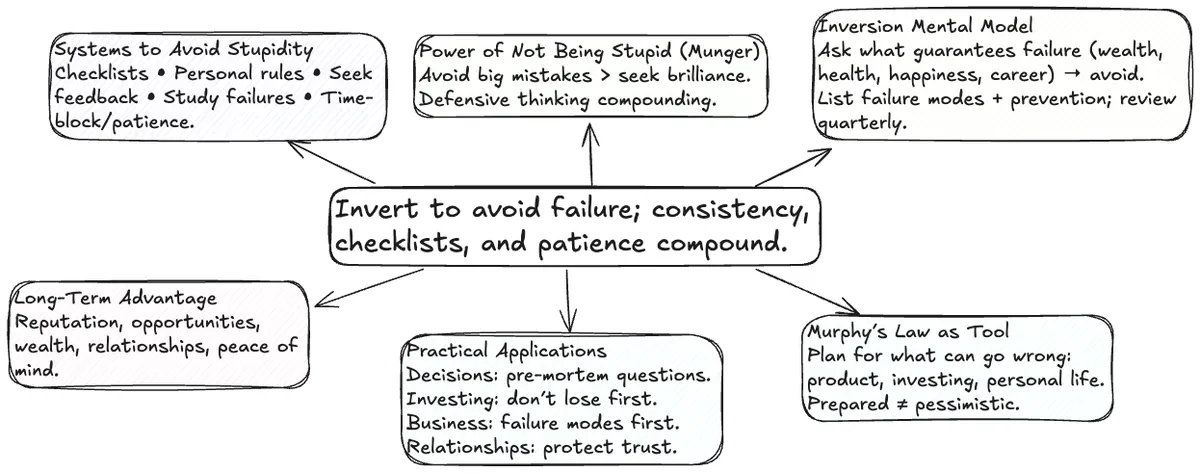 Systems to Avoid Stupidity
Checklists • Personal rules • Seek
feedback • Study failures • Time-
block/patience.
Power of Not Being Stupid (Munger)
Avoid big mistakes > seek brilliance.
Defensive thinking compounding.
Inversion Mental Model
Ask what guarantees failure (wealth,
health, happiness, career) → avoid.
List failure modes + prevention; review
quarterly.
Invert to avoid failure; consistency,
checklists, and patience compound.
Long-Term Advantage
Reputation, opportunities,
wealth, relationships, peace of
mind.
Practical Applications
Decisions: pre-mortem questions.
Investing: don't lose first.
Business: failure modes first.
Relationships: protect trust.
Murphy's Law as Tool
Plan for what can go wrong:
product, investing, personal life.
Prepared ≠ pessimistic.